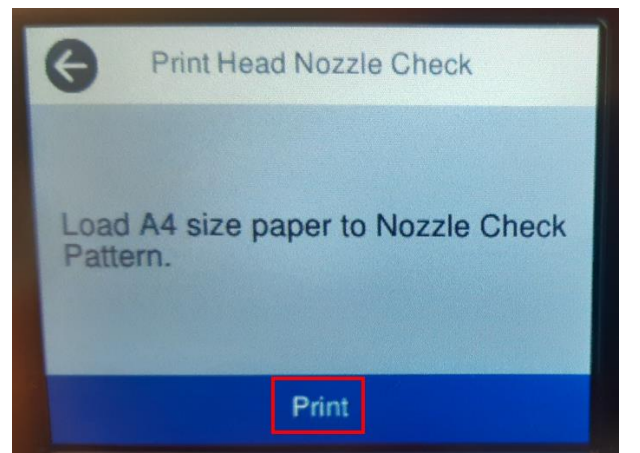 Print Head Nozzle Check
Load A4 size paper to Nozzle Check
Pattern.
Print